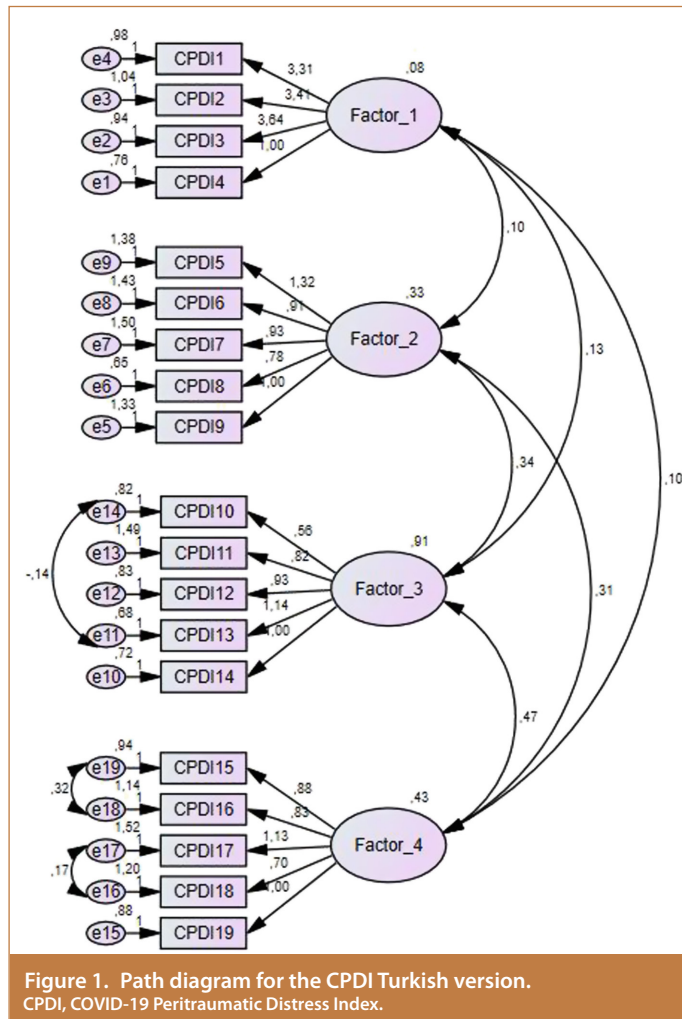 ,98
e4 1 CPDI1 3,31 ,08
1,04
e3 1 CPDI2 3,41 Factor_1
,94
e2 1 CPDI3 3,64
,76
e1 1 CPDI4 1,00
,10
1,38
e9 1 CPDI5 1,32 ,33
1,43
e8 1 CPDI6 ,91
1,50
e7 1 CPDI7 ,93 Factor_2 ,13
,65
e6 1 CPDI8 ,78
1,33
e5 1 CPDI9 1,00
,34 ,10
,82
e14 1 CPDI10 ,56 ,91
1,49
e13 1 CPDI11 ,82
-,14
,83
e12 1 CPDI12 ,93 Factor_3 ,31
,68
e11 1 CPDI13 1,14
,72
e10 1 CPDI14 1,00
,47
,94
e19 1 CPDI15 ,88 ,43
,32 1,14
e18 1 CPDI16 ,83
1,52
e17 1 CPDI17 1,13 Factor_4
,17 1,20
e16 1 CPDI18 ,70
,88
e15 1 CPDI19 1,00
Figure 1. Path diagram for the CPDI Turkish version.
CPDI, COVID-19 Peritraumatic Distress Index.